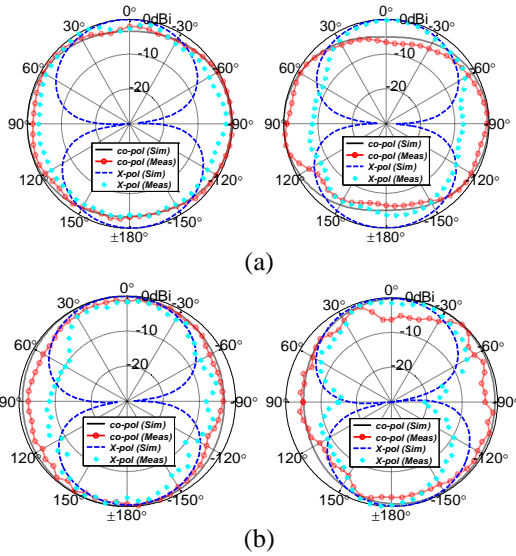 0°
0dBi
30°
-30°
-10
60°
-60°
-20
90°
-90°
co-pol (Sim)
co-pol (Meas)
X-pol (Sim)
X-pol (Meas)
120°
-120°
150°
-150°
±180°
0°
0dBi
30°
-30°
-10
60°
-60°
-20
90°
-90°
co-pol (Sim)
co-pol (Meas)
X-pol (Sim)
X-pol (Meas)
120°
-120°
150°
-150°
±180°
(a)
0°
0dBi
30°
-30°
-10
60°
-60°
-20
-90°
-90°
co-pol (Sim)
co-pol (Meas)
X-pol (Sim)
X-pol (Meas)
120°
-120°
150°
-150°
±180°
0°
0dBi
30°
-30°
-10
60°
-60°
-20
-90°
-90°
co-pol (Sim)
co-pol (Meas)
X-pol (Sim)
X-pol (Meas)
120°
-120°
150°
-150°
±180°
(b)